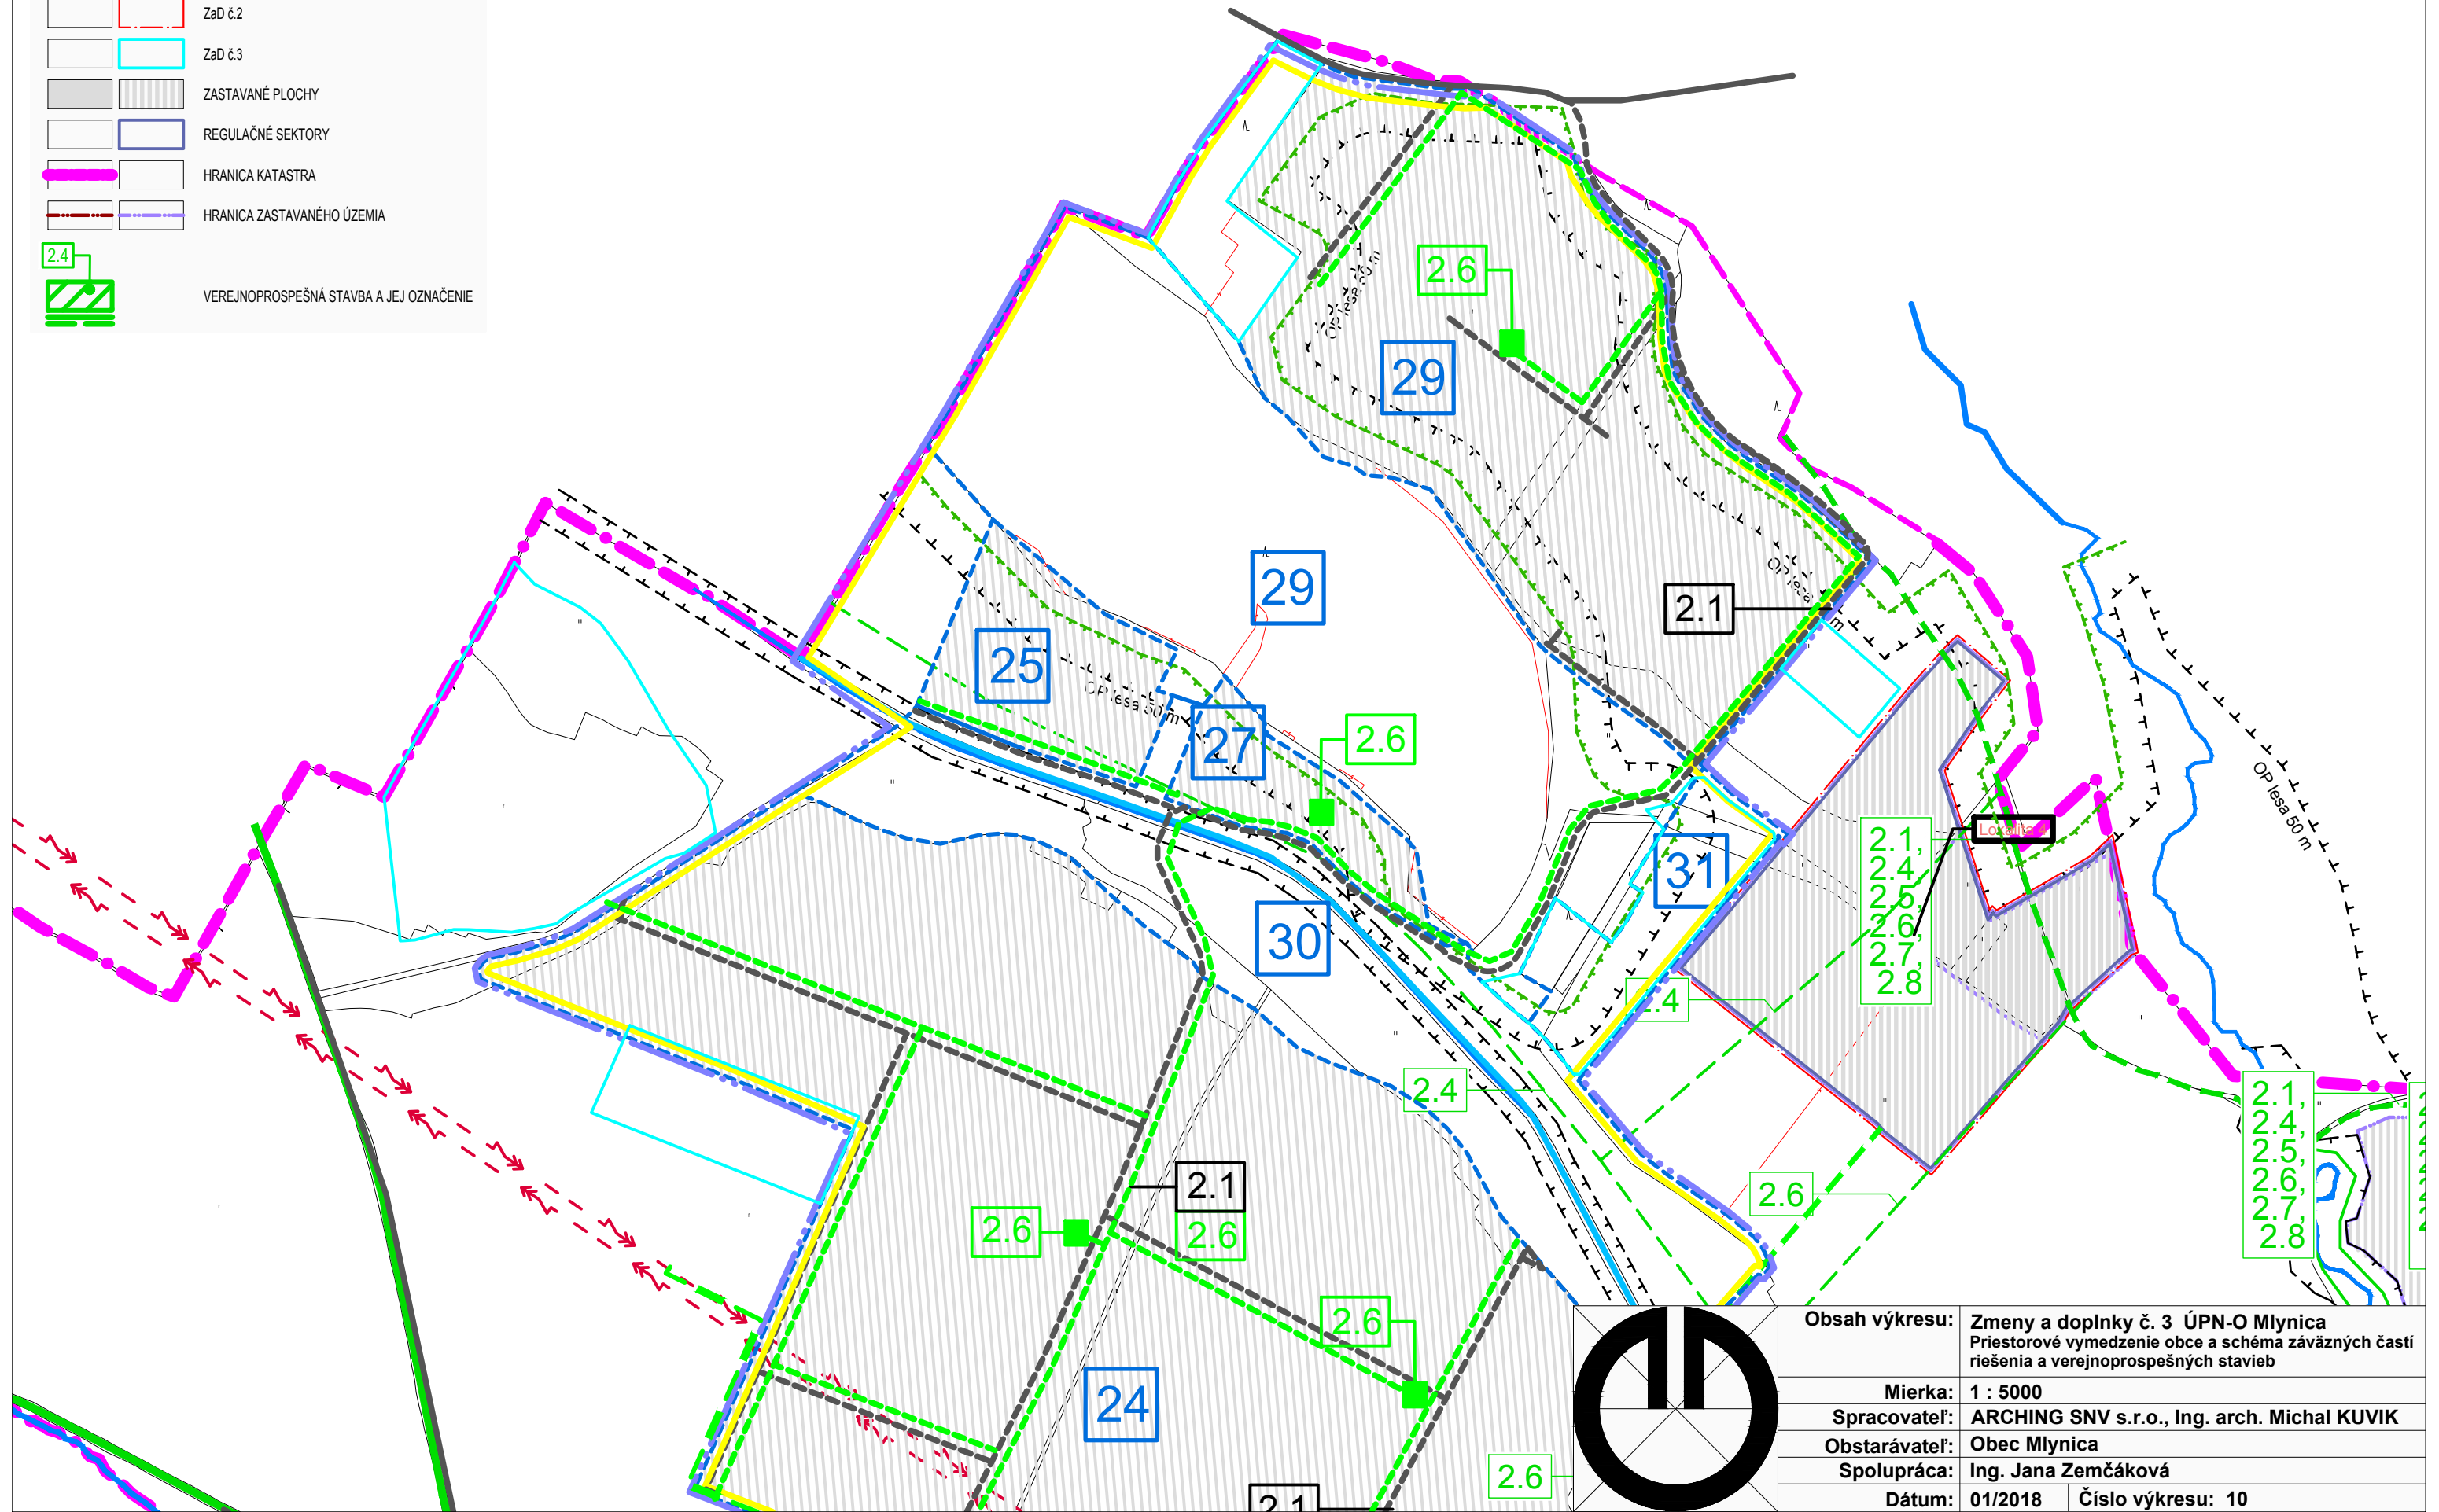 ZaD č.2
ZaD č.3
ZASTAVANÉ PLOCHY
REGULAČNÉ SEKTORY
HRANICA KATASTRA
HRANICA ZASTAVANÉHO ÚZEMIA
2.4
VEREJNOPROSPEŠNÁ STAVBA A JEJ OZNAČENIE
2.6
29
29
2.1
25
OP lesa 50 m
27
2.6
OP lesa 50 m
31
30
2.1,
2.4,
2.5,
2.6,
2.7,
2.8
2.4
2.4
2.1
2.6
2.6
2.6
2.6
24
2.6
2.1
2.1,
2.4,
2.5,
2.6,
2.7,
2.8
Obsah výkresu: Zmeny a doplnky č. 3 ÚPN-O Mlynica
Priestorové vymedzenie obce a schéma záväzných častí
riešenia a verejnoprospešných stavieb
Mierka: 1 : 5000
Spracovateľ: ARCHING SNV s.r.o., Ing. arch. Michal KUVIK
Obstarávateľ: Obec Mlynica
Spolupráca: Ing. Jana Zemčáková
Dátum: 01/2018 Číslo výkresu: 10